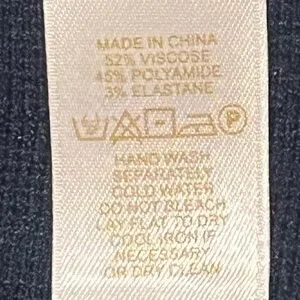 MADE IN CHINA
52% VISCOSE
45% POLYAMIDE
3% ELASTANE
P
HAND WASH
SEPARATELY
COLD WATER
DO NOT BLEACH
LAY FLAT TO DRY
COOL IRON IF
NECESSARY
OR DRY CLEAN